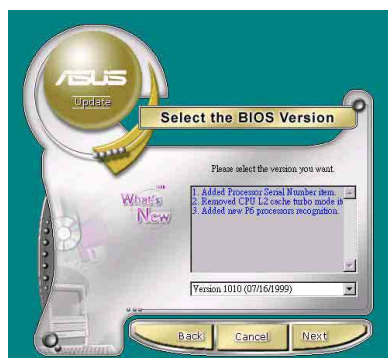 ASUS
Update
Select the BIOS Version
Please select the version you want.
What's
New
1. Added Processor Serial Number item.
2. Removed CPU L2 cache turbo mode it
3. Added new P6 processors recognition.
Version 1010 (07/16/1999)
Back
Cancel
Next